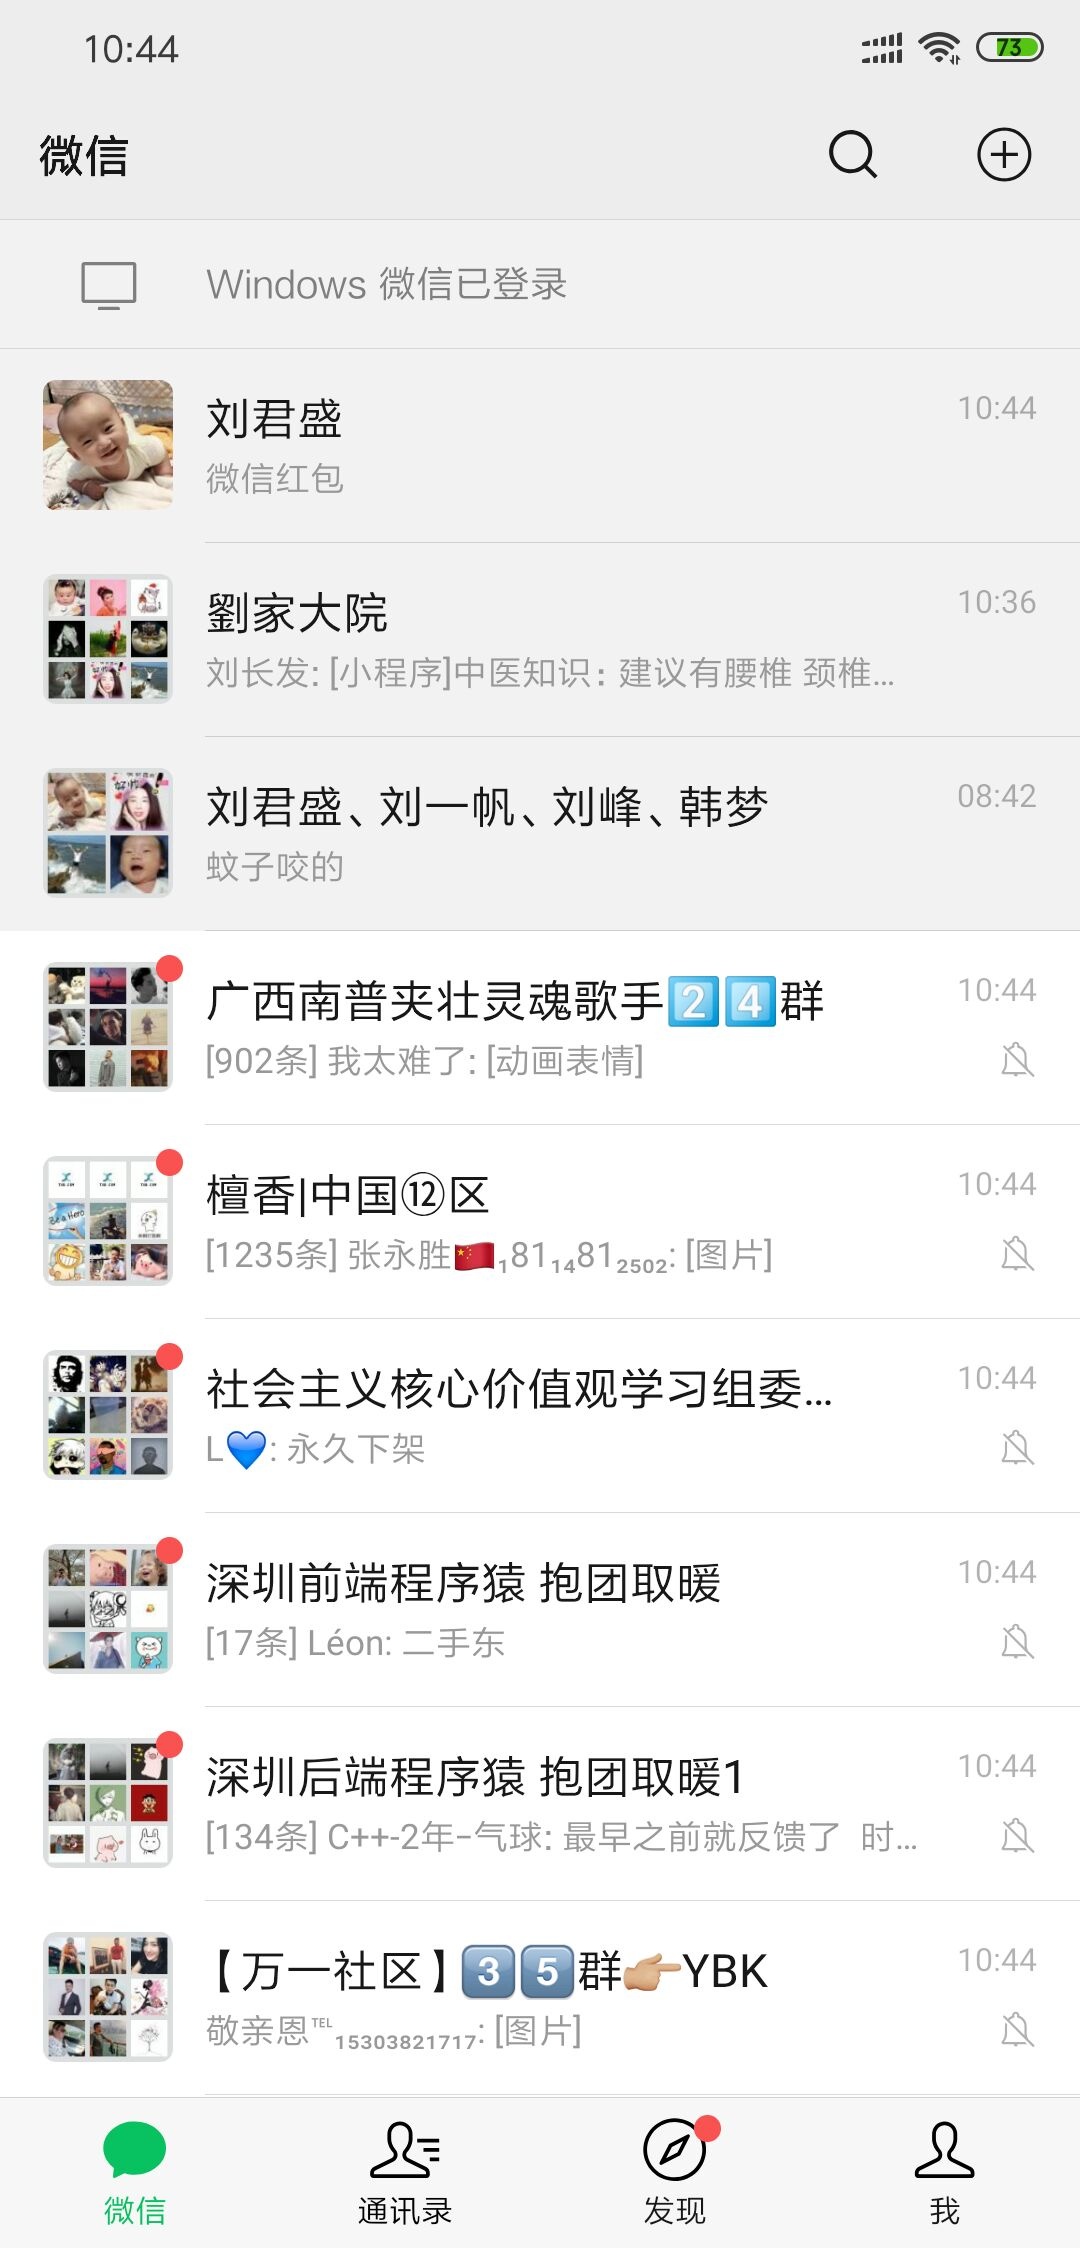 10:44
73
微信
Windows 微信已登录
刘君盛
10:44
微信红包
劉家大院
10:36
刘长发: [小程序]中医知识：建议有腰椎 颈椎...
刘君盛、刘一帆、刘峰、韩梦
08:42
蚊子咬的
广西南普夹壮灵魂歌手2️⃣4️⃣群
10:44
[902条] 我太难了: [动画表情]
檀香|中国⑫区
10:44
[1235条] 张永胜🇨🇳₁81₁₄81₂₅₀₂: [图片]
社会主义核心价值观学习组委...
10:44
L💙: 永久下架
深圳前端程序猿 抱团取暖
10:44
[17条] Léon: 二手东
深圳后端程序猿 抱团取暖1
10:44
[134条] C++-2年-气球: 最早之前就反馈了 时...
【万一社区】3️⃣5️⃣群👉🏼YBK
10:44
敬亲恩℡₁₅₃₀₃₈₂₁₇₁₇: [图片]
微信
通讯录
发现
我